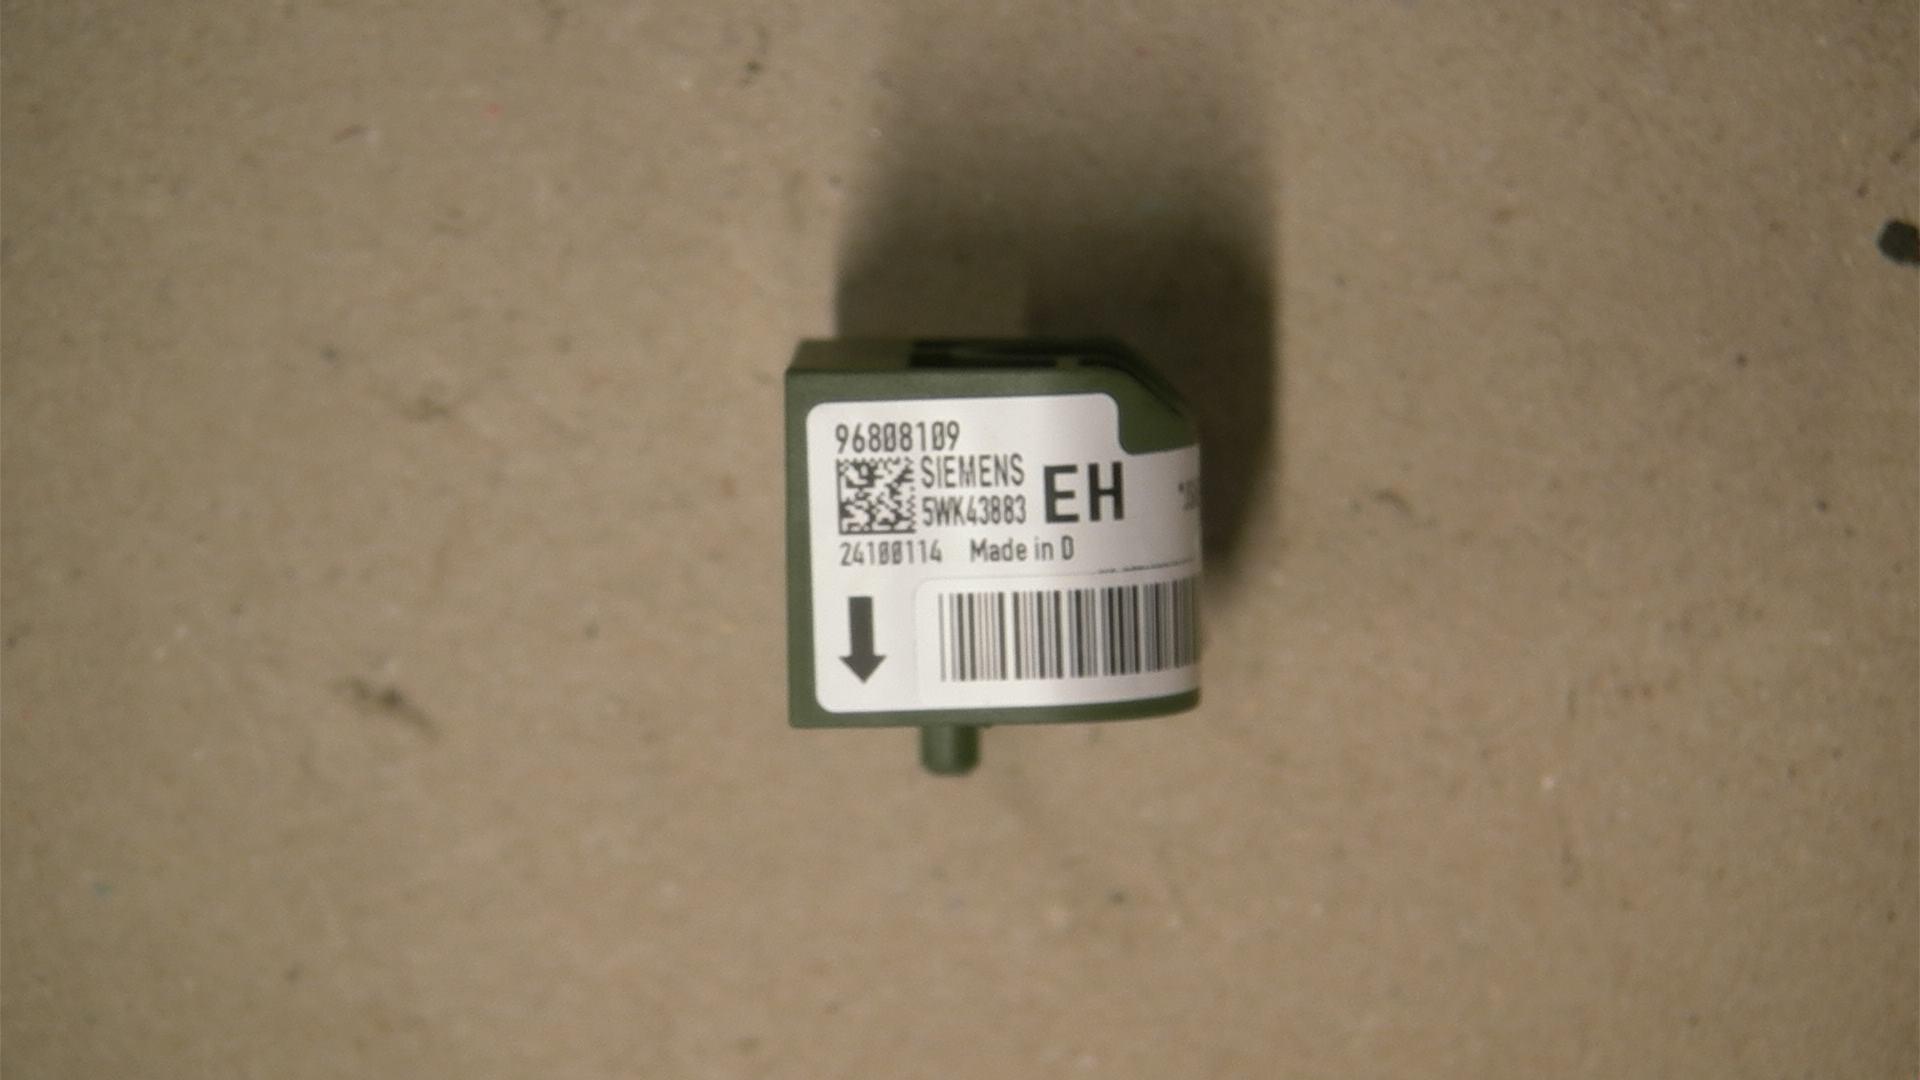 96808109
SIEMENS
5WK43883
EH
24100114 Made in D